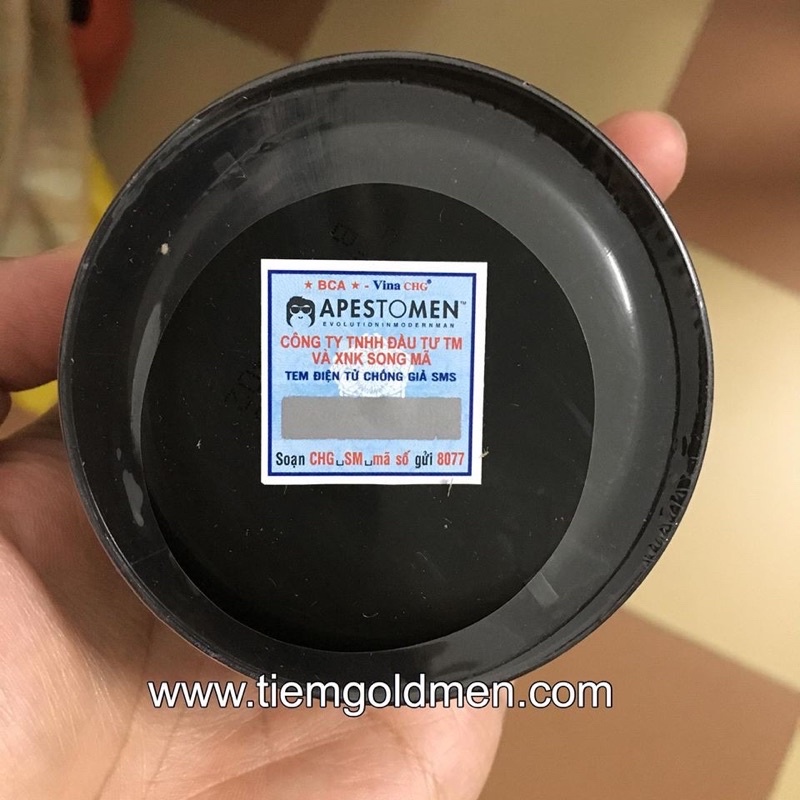 ★ BCA ★ - Vina CHG®
APESTOMEN™
EVOLUTIONINMODERNMAN
CÔNG TY TNHH ĐẦU TƯ TM
VÀ XNK SONG MÃ
TEM ĐIỆN TỬ CHỐNG GIẢ SMS
Soạn CHG␣SM␣mã số gửi 8077
www.tiemgoldmen.com